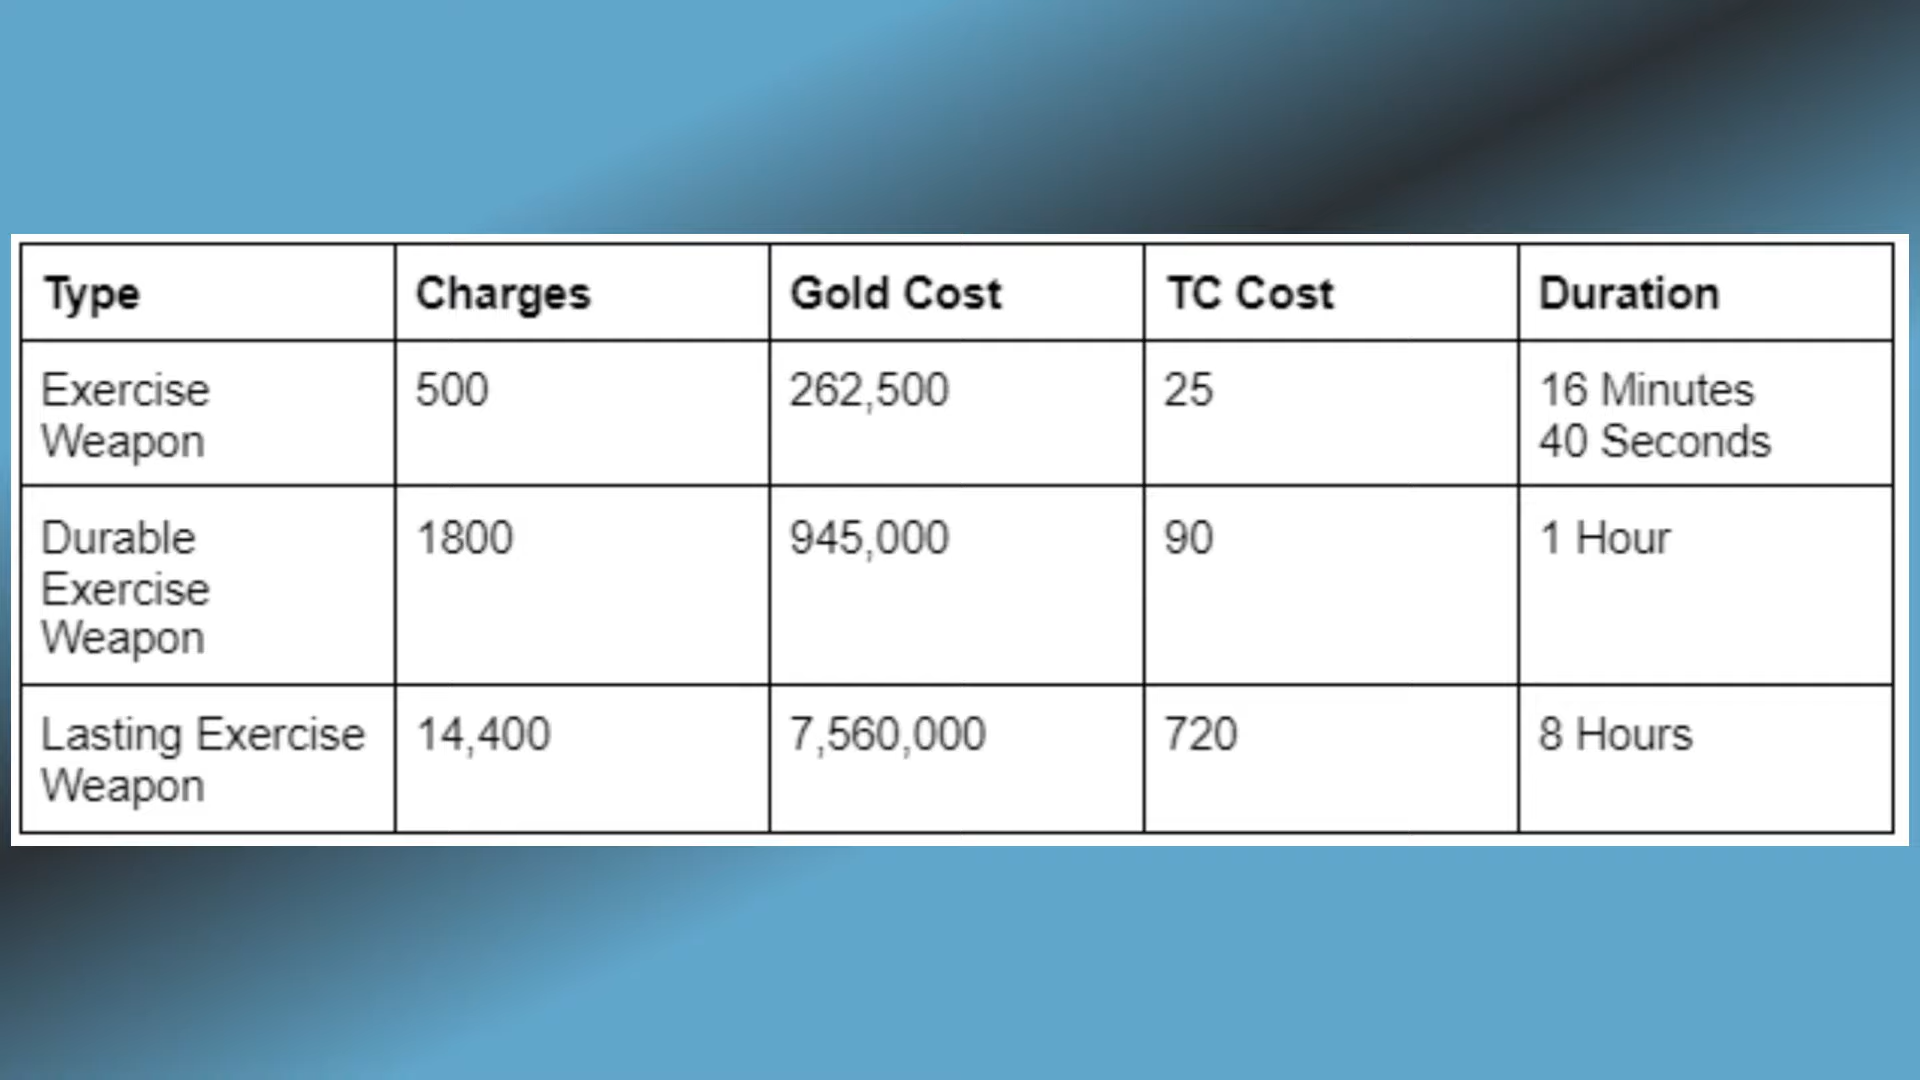 Type Charges Gold Cost TC Cost Duration
Exercise 500 262,500 25 16 Minutes
Weapon 40 Seconds
Durable 1800 945,000 90 1 Hour
Exercise
Weapon
Lasting Exercise 14,400 7,560,000 720 8 Hours
Weapon